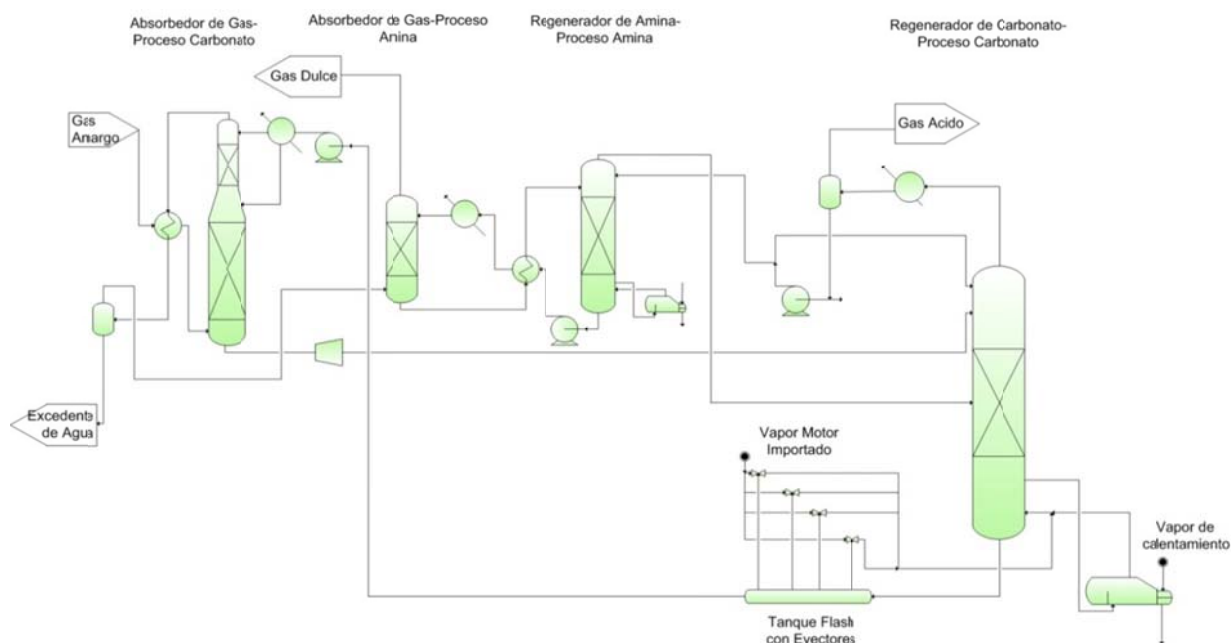 Absorbedor de Gas-
Proceso Carbonato
Absorbedor de Gas-Proceso
Anina
Regenerador de Amina-
Proceso Amina
Regenerador de Carbonato-
Proceso Carbonato
Gas Dulce
Gas
Amargo
Gas Acido
Excedente
de Agua
Vapor Motor
Importado
Vapor de
calentamiento
Tanque Flash
con Eyectores